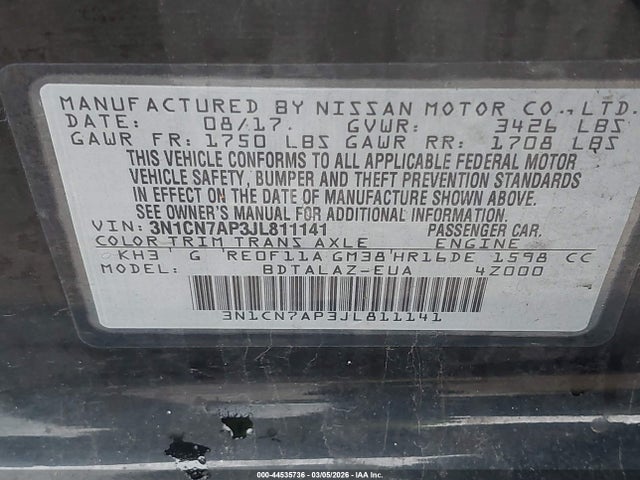 MANUFACTURED BY NISSAN MOTOR CO., LTD.
DATE: 08/17. GVWR: 3426 LBS
GAWR FR: 1750 LBS GAWR RR: 1708 LBS
THIS VEHICLE CONFORMS TO ALL APPLICABLE FEDERAL MOTOR
VEHICLE SAFETY, BUMPER AND THEFT PREVENTION STANDARDS
IN EFFECT ON THE DATE OF MANUFACTURE SHOWN ABOVE.
SEE OWNER'S MANUAL FOR ADDITIONAL INFORMATION.
VIN: 3N1CN7AP3JL811141 PASSENGER CAR.
COLOR TRIM TRANS AXLE ENGINE
KH3 G RE0F11A GM38 HR16DE 1598 CC
BDTALAZ-EUA 4Z000
3N1CN7AP3JL811141
000-44535736 - 03/05/2026 - IAA Inc.